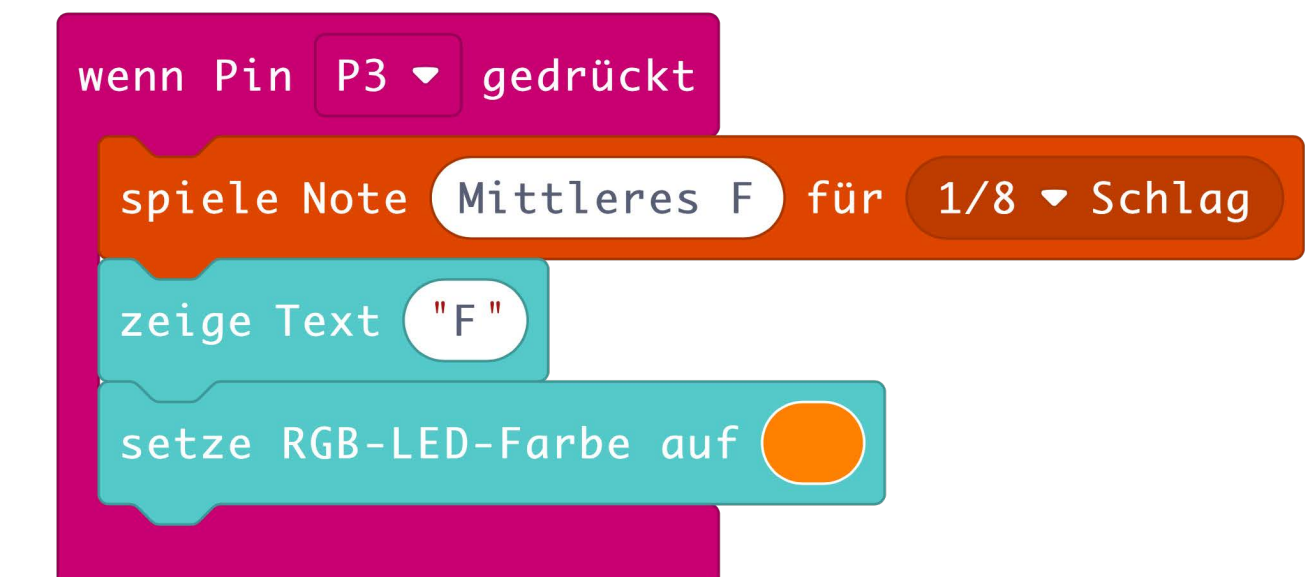 wenn Pin P3 gedrückt
spiele Note Mittleres F für 1/8 Schlag
zeige Text "F"
setze RGB-LED-Farbe auf